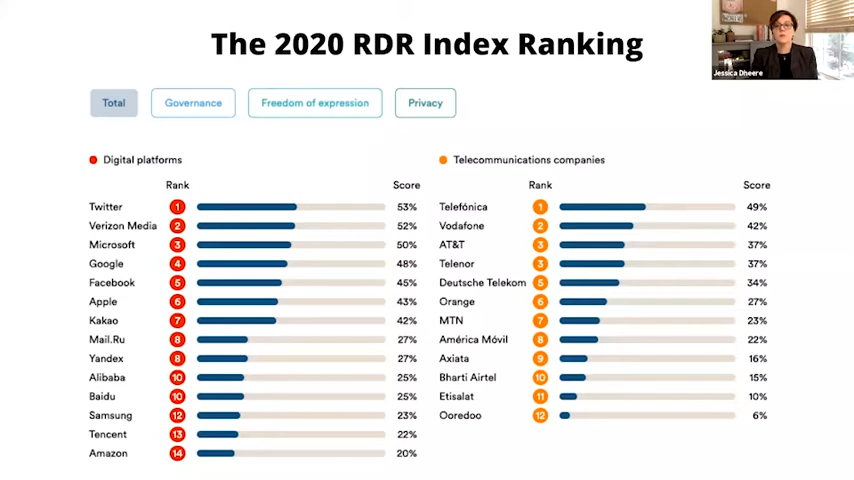 The 2020 RDR Index Ranking
Jessica Dheere
Total Governance Freedom of expression Privacy
Digital platforms
Rank Score
Twitter 1 53%
Verizon Media 2 52%
Microsoft 3 50%
Google 4 48%
Facebook 5 45%
Apple 6 43%
Kakao 7 42%
Mail.Ru 8 27%
Yandex 8 27%
Alibaba 10 25%
Baidu 10 25%
Samsung 12 23%
Tencent 13 22%
Amazon 14 20%
Telecommunications companies
Rank Score
Telefónica 1 49%
Vodafone 2 42%
AT&T 3 37%
Telenor 3 37%
Deutsche Telekom 5 34%
Orange 6 27%
MTN 7 23%
América Móvil 8 22%
Axiata 9 16%
Bharti Airtel 10 15%
Etisalat 11 10%
Ooredoo 12 6%